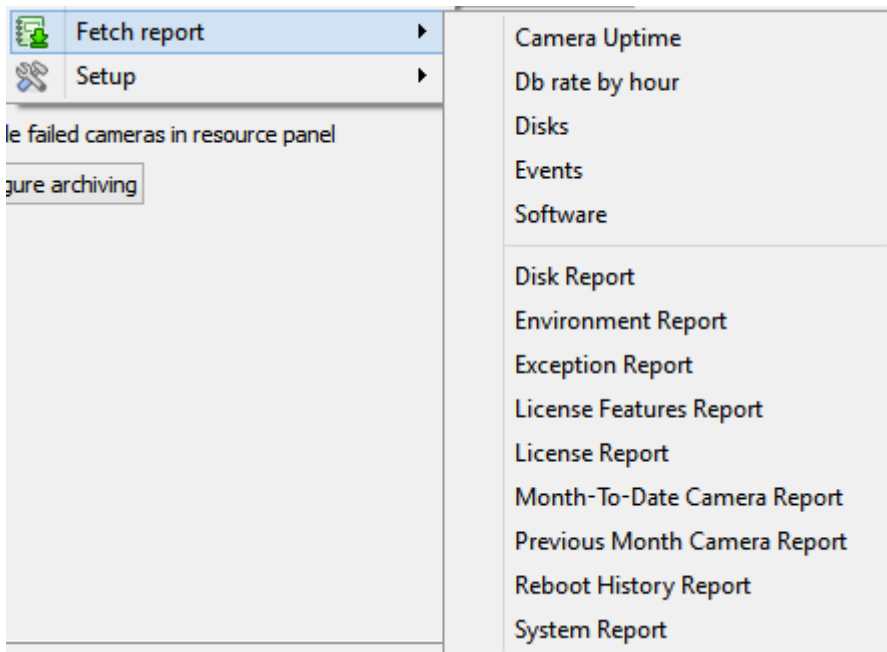 Fetch report
Setup
le failed cameras in resource panel
gure archiving
Camera Uptime
Db rate by hour
Disks
Events
Software
Disk Report
Environment Report
Exception Report
License Features Report
License Report
Month-To-Date Camera Report
Previous Month Camera Report
Reboot History Report
System Report